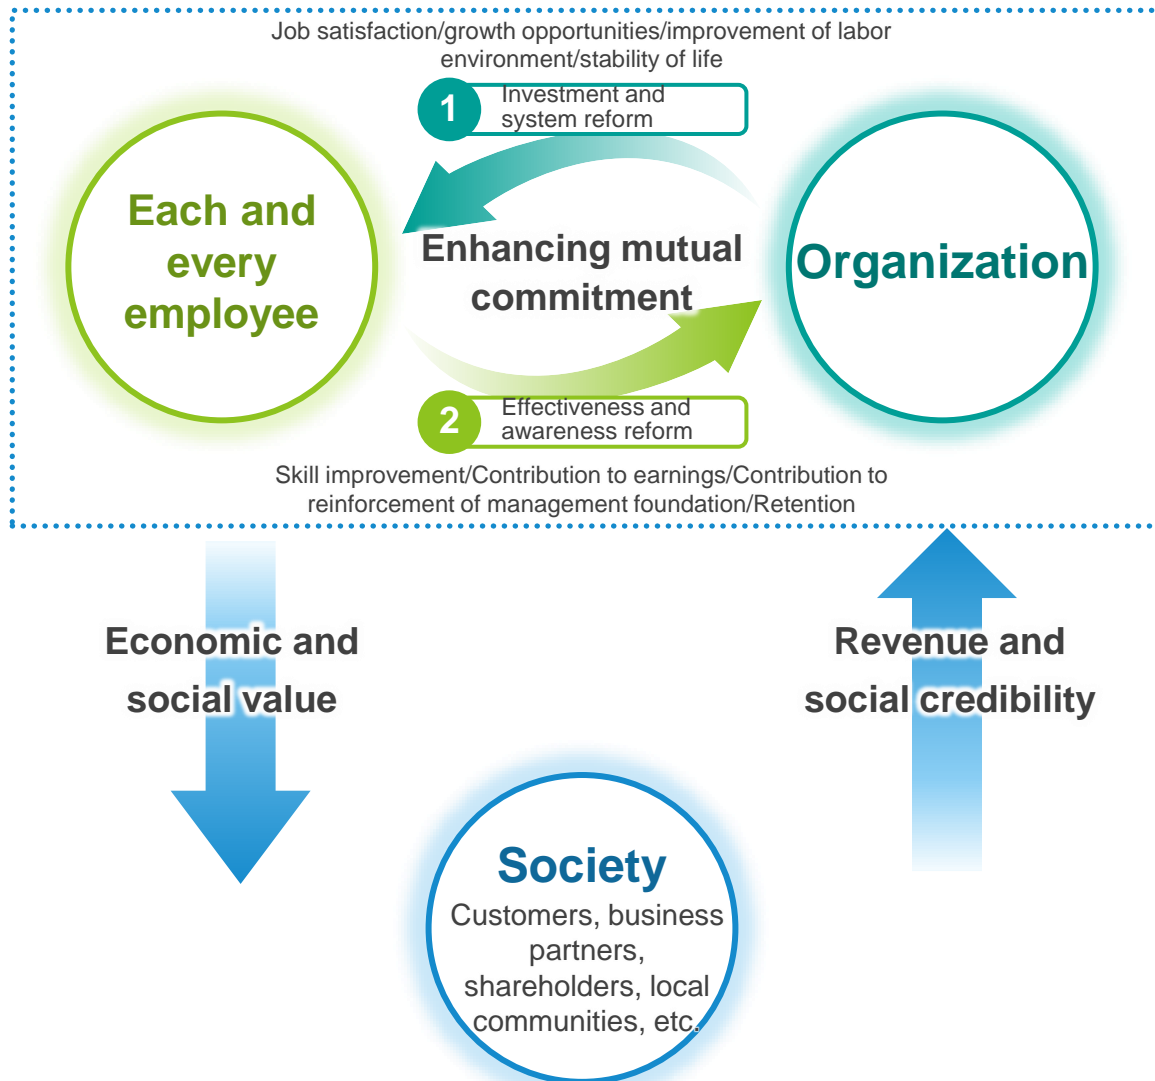 Job satisfaction/growth opportunities/improvement of labor
environment/stability of life
1
Investment and
system reform
Each and
every
employee
Enhancing mutual
commitment
Organization
2
Effectiveness and
awareness reform
Skill improvement/Contribution to earnings/Contribution to
reinforcement of management foundation/Retention
Economic and
social value
Revenue and
social credibility
Society
Customers, business
partners,
shareholders, local
communities, etc.